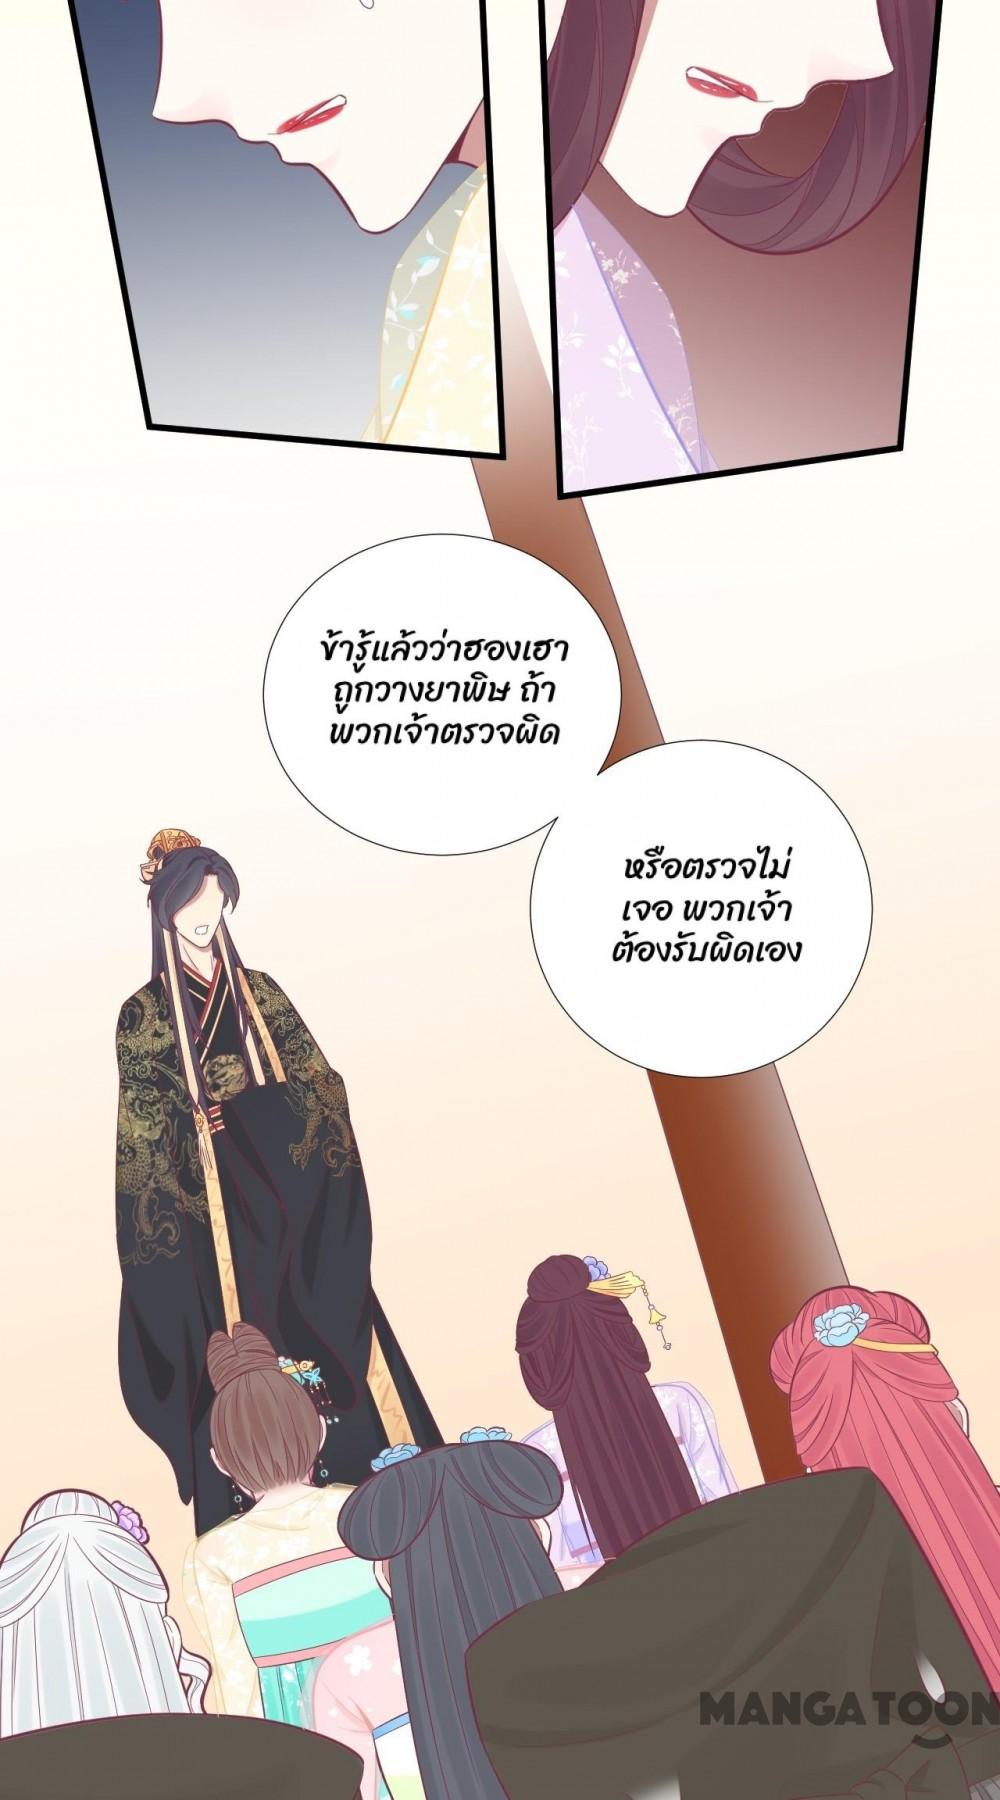 ข้ารู้แล้วว่าฮองเฮา
ถูกวางยาพิษ ถ้า
พวกเจ้าตรวจผิด
หรือตรวจไม่
เจอ พวกเจ้า
ต้องรับผิดเอง
MANGATOON